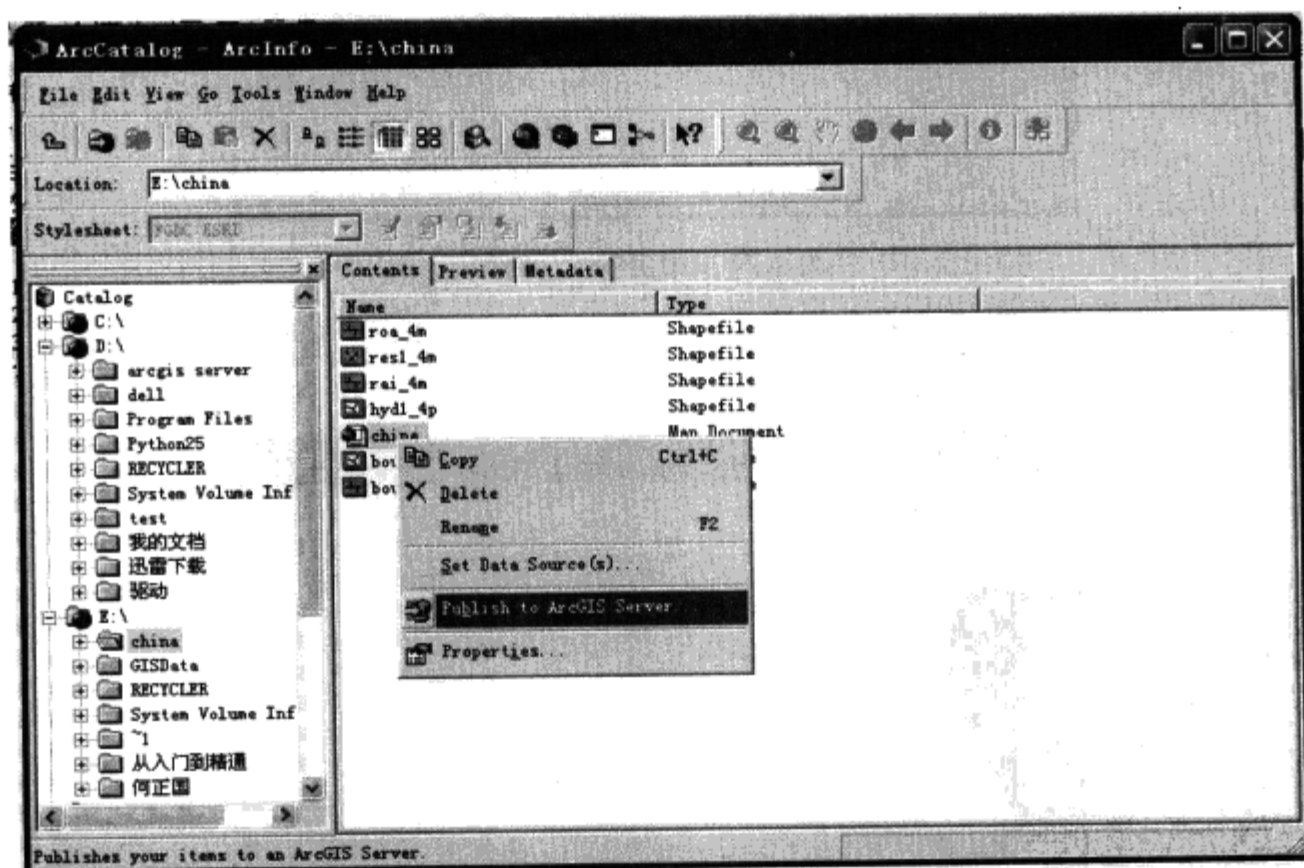 ArcCatalog - ArcInfo - E:\china
File Edit View Go Tools Window Help
Location: E:\china
Stylesheet: FGDC ESRI
Contents Preview Metadata
Catalog
C:\
D:\
arcgis server
dell
Program Files
Python25
RECYCLER
System Volume Inf
test
我的文档
迅雷下载
驱动
E:\
china
GISData
RECYCLER
System Volume Inf
~1
从入门到精通
何正国
Name Type
roa_4m Shapefile
res1_4m Shapefile
rai_4m Shapefile
hyd1_4p Shapefile
china Map Document
bou
bou
Copy Ctrl+C
Delete
Rename F2
Set Data Source(s)...
Publish to ArcGIS Server...
Properties...
Publishes your items to an ArcGIS Server.